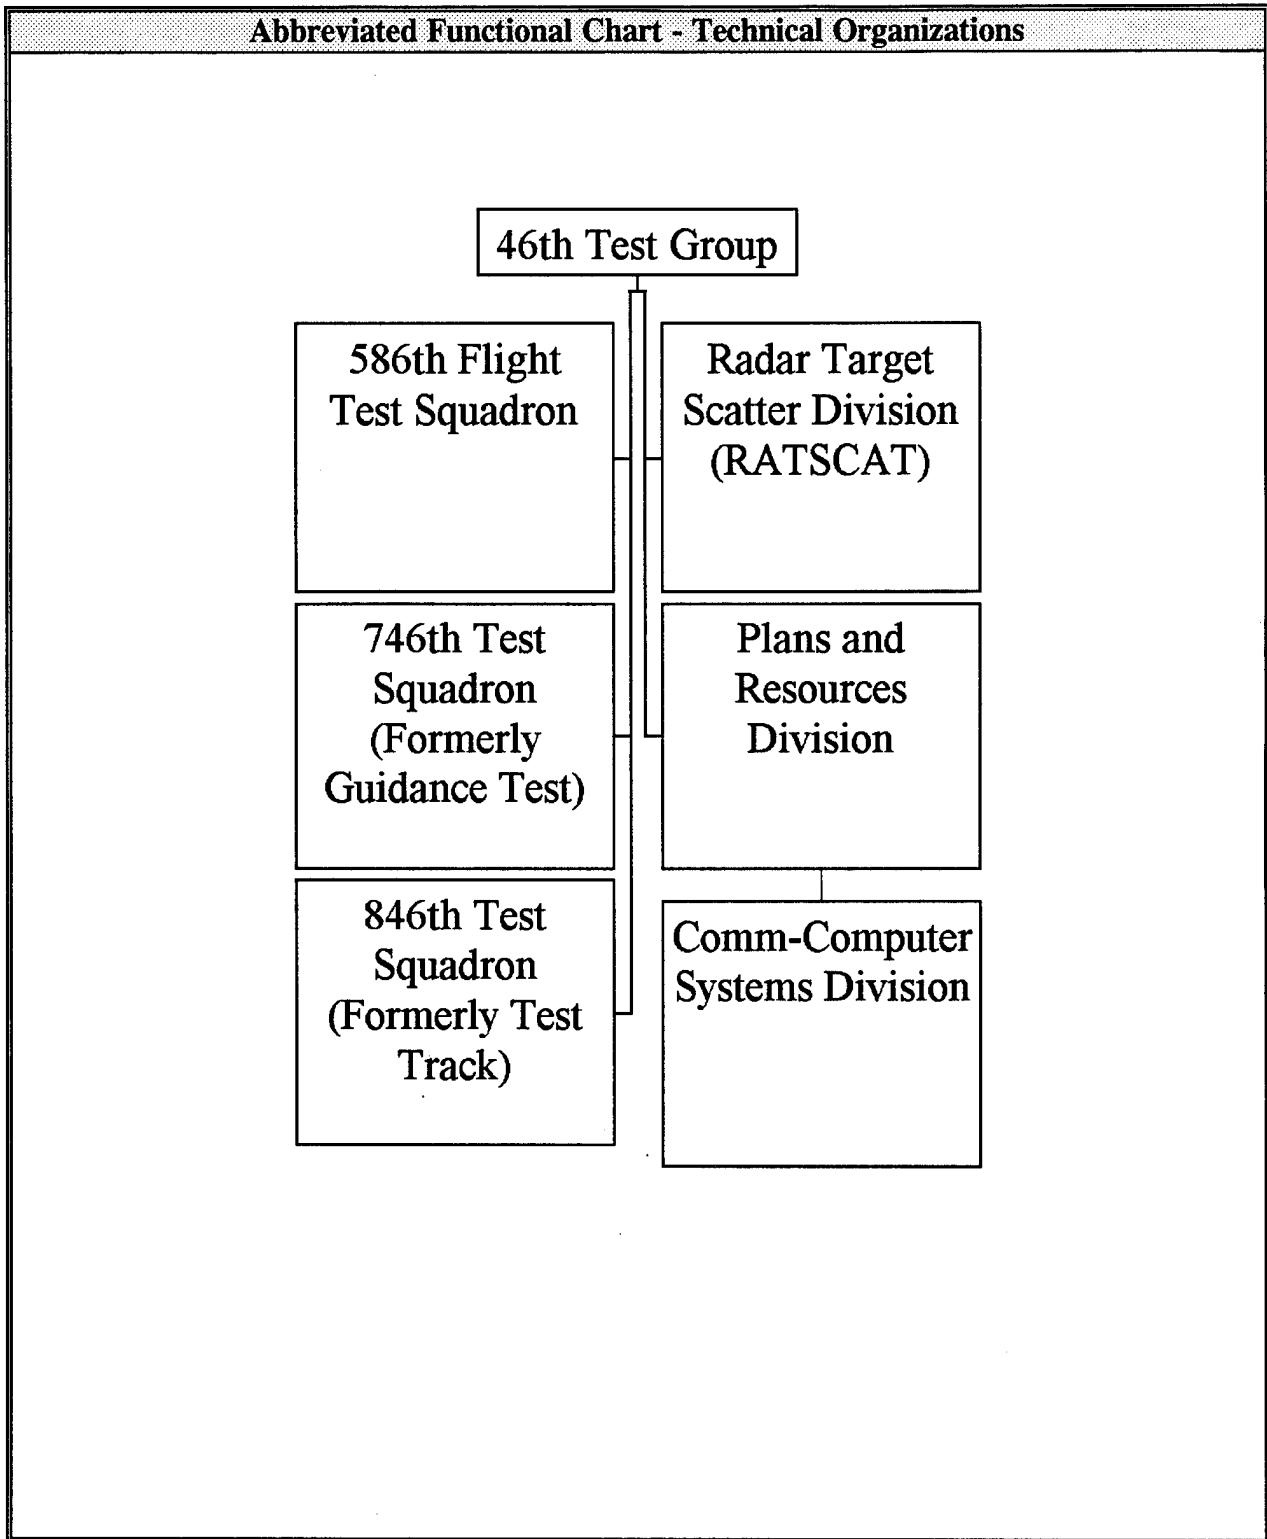 Abbreviated Functional Chart - Technical Organizations
46th Test Group
586th Flight
Test Squadron
Radar Target
Scatter Division
(RATSCAT)
746th Test
Squadron
(Formerly
Guidance Test)
Plans and
Resources
Division
846th Test
Squadron
(Formerly Test
Track)
Comm-Computer
Systems Division